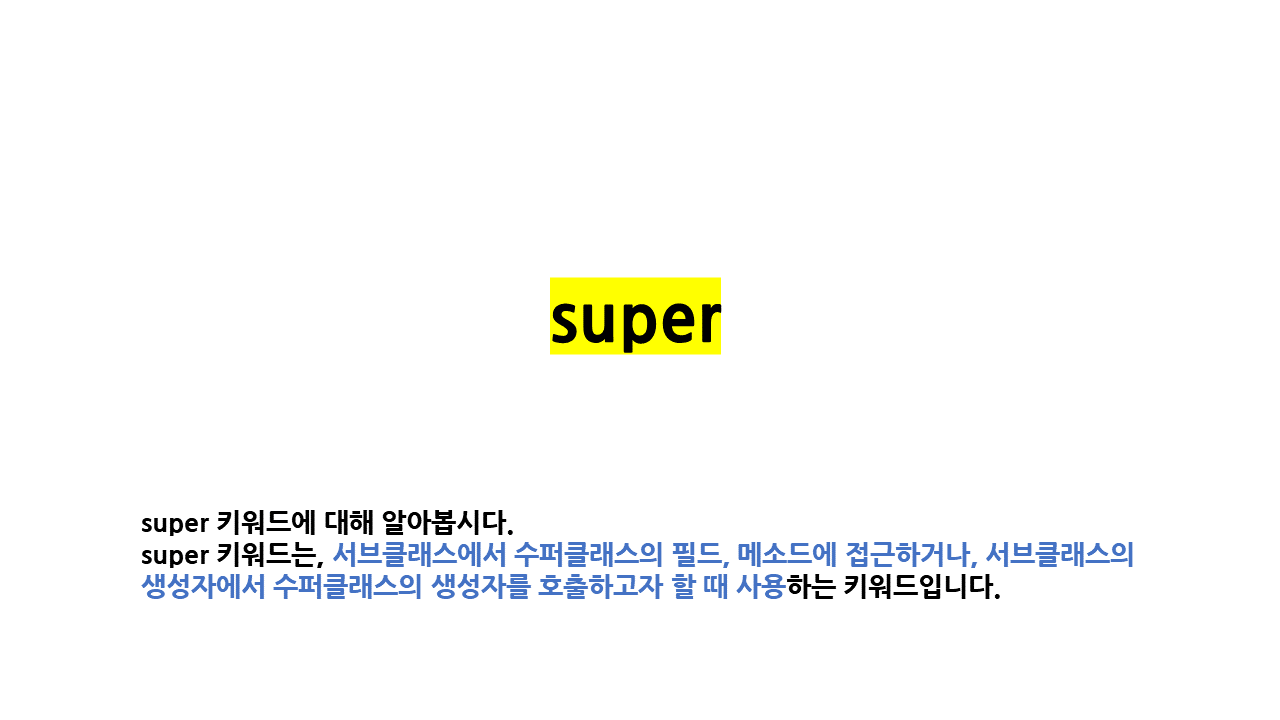 super
super 키워드에 대해 알아봅시다.
super 키워드는, 서브클래스에서 수퍼클래스의 필드, 메소드에 접근하거나, 서브클래스의
생성자에서 수퍼클래스의 생성자를 호출하고자 할 때 사용하는 키워드입니다.